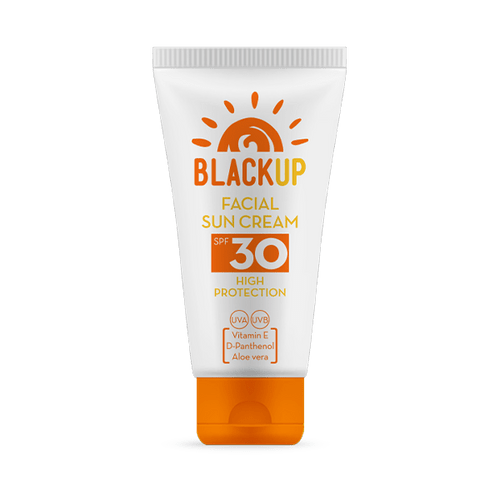 BLACKUP
FACIAL
SUN CREAM
SPF 30
HIGH
PROTECTION
UVA UVB
Vitamin E
D-Panthenol
Aloe vera